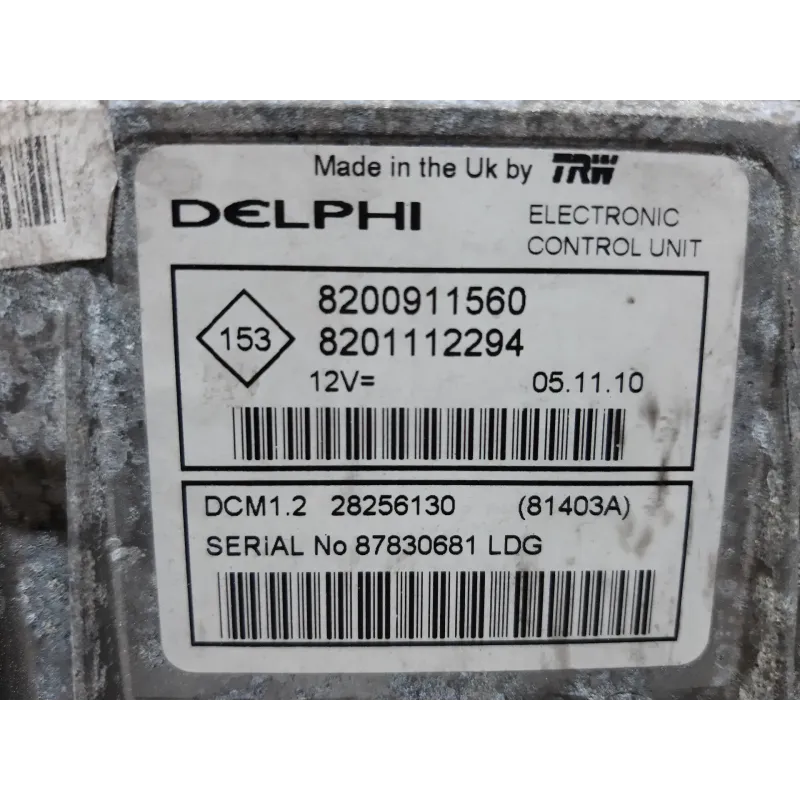 Made in the Uk by TRW
DELPHI
ELECTRONIC
CONTROL UNIT
153
8200911560
8201112294
12V=
05.11.10
DCM1.2 28256130 (81403A)
SERiAL No 87830681 LDG